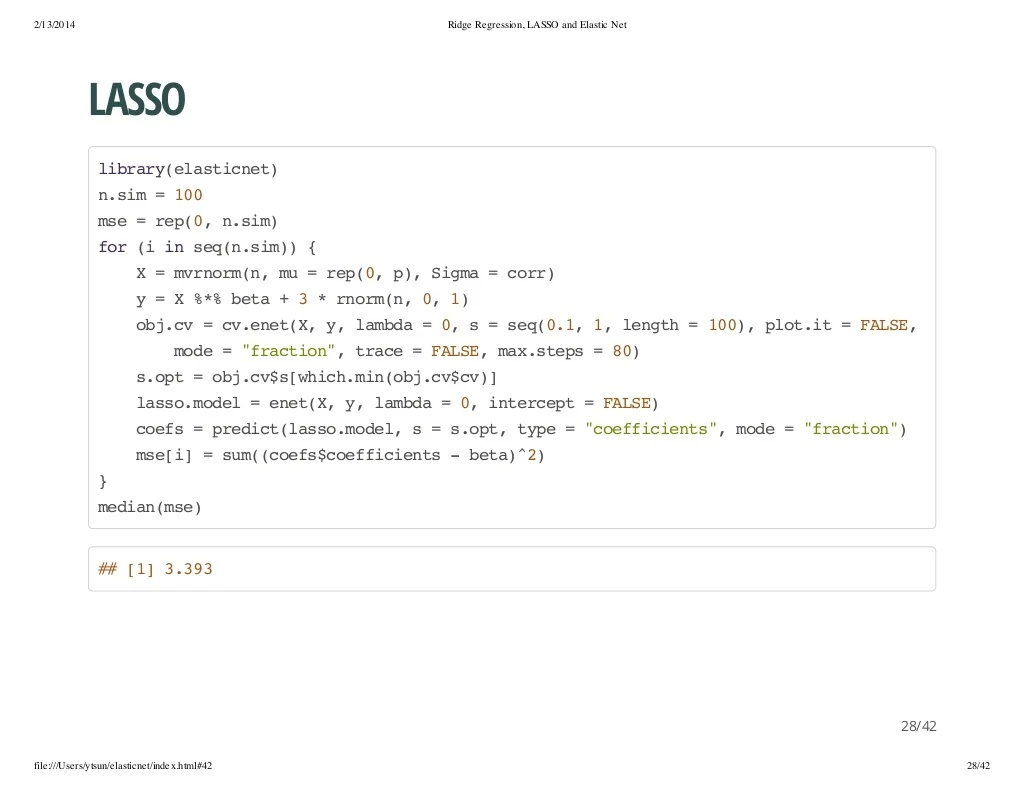 2/13/2014
Ridge Regression, LASSO and Elastic Net
LASSO
library(elasticnet)
n.sim = 100
mse = rep(0, n.sim)
for (i in seq(n.sim)) {
    X = mvrnorm(n, mu = rep(0, p), Sigma = corr)
    y = X %*% beta + 3 * rnorm(n, 0, 1)
    obj.cv = cv.enet(X, y, lambda = 0, s = seq(0.1, 1, length = 100), plot.it = FALSE,
        mode = "fraction", trace = FALSE, max.steps = 80)
    s.opt = obj.cv$s[which.min(obj.cv$cv)]
    lasso.model = enet(X, y, lambda = 0, intercept = FALSE)
    coefs = predict(lasso.model, s = s.opt, type = "coefficients", mode = "fraction")
    mse[i] = sum((coefs$coefficients - beta)^2)
}
median(mse)
## [1] 3.393
28/42
file:///Users/ytsun/elasticnet/index.html#42
28/42